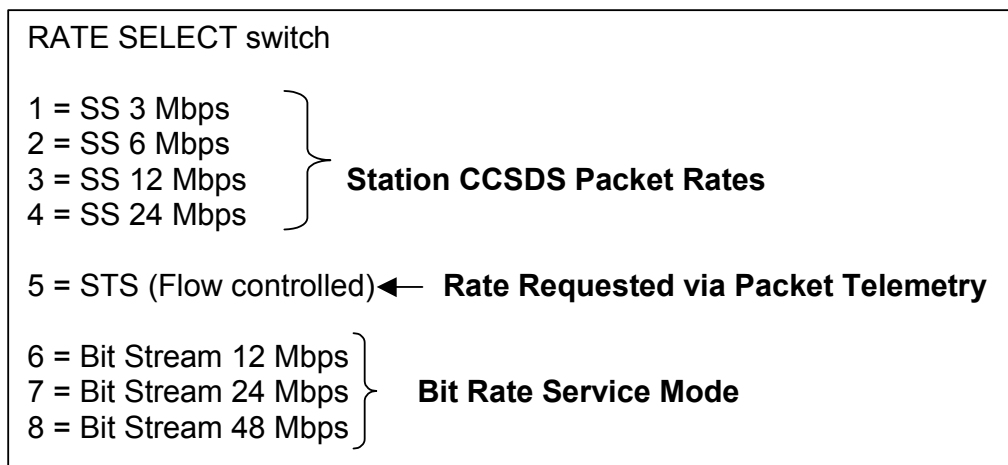 RATE SELECT switch
1 = SS 3 Mbps
2 = SS 6 Mbps
3 = SS 12 Mbps
4 = SS 24 Mbps
Station CCSDS Packet Rates
5 = STS (Flow controlled) Rate Requested via Packet Telemetry
6 = Bit Stream 12 Mbps
7 = Bit Stream 24 Mbps
8 = Bit Stream 48 Mbps
Bit Rate Service Mode